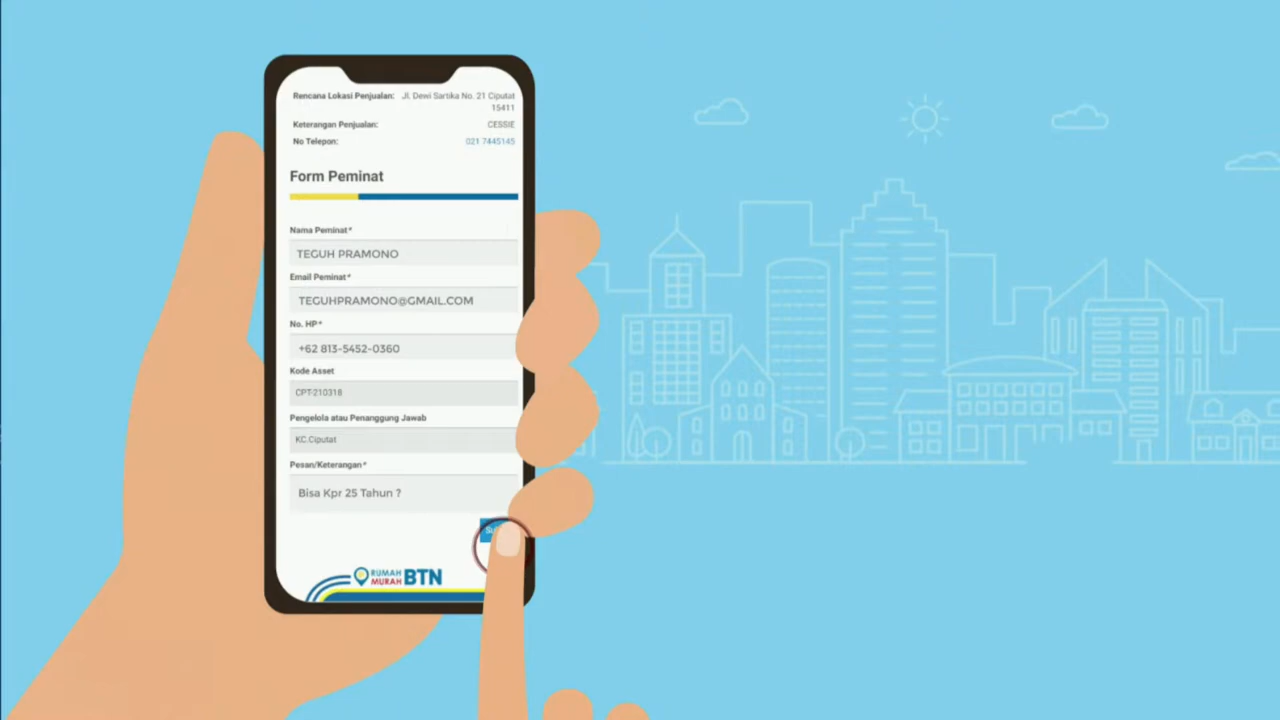 Rencana Lokasi Penjualan: Jl. Dewi Sartika No. 21 Ciputat
15411
Keterangan Penjualan: CESSIE
No Telepon: 021 7445145
Form Peminat
Nama Peminat*
TEGUH PRAMONO
Email Peminat*
TEGUHPRAMONO@GMAIL.COM
No. HP*
+62 813-5452-0360
Kode Asset
CPT-210318
Pengelola atau Penanggung Jawab
KC.Ciputat
Pesan/Keterangan*
Bisa Kpr 25 Tahun ?
RUMAH
MURAH BTN